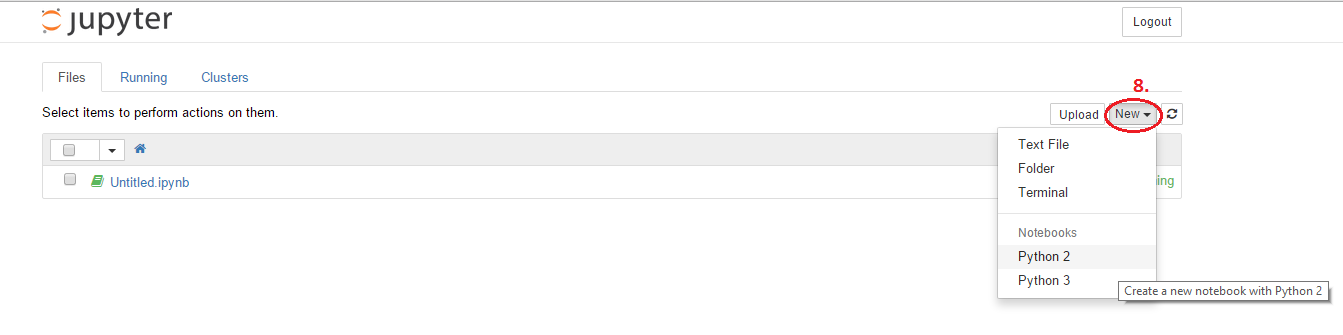 jupyter
Logout
Files Running Clusters
8.
Select items to perform actions on them.
Upload New
Text File
Folder
Untitled.ipynb
ing
Terminal
Notebooks
Python 2
Python 3
Create a new notebook with Python 2